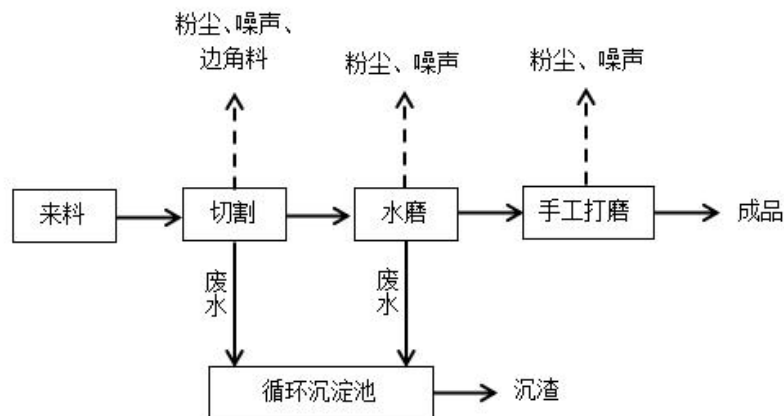 粉尘、噪声、
边角料
粉尘、噪声
粉尘、噪声
来料
切割
水磨
手工打磨
成品
废水
废水
循环沉淀池
沉渣